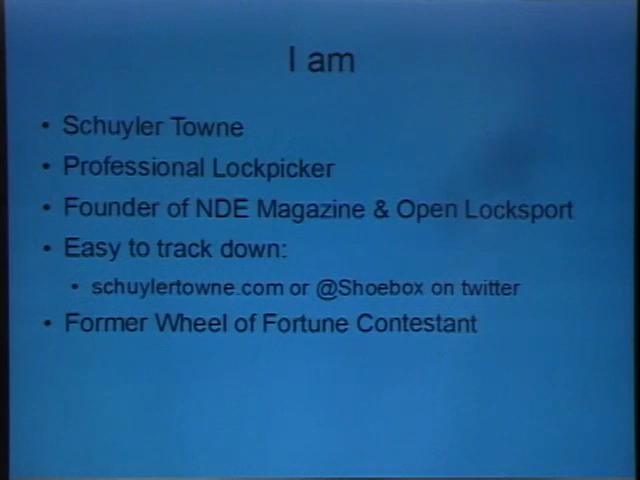 I am
• Schuyler Towne
• Professional Lockpicker
• Founder of NDE Magazine & Open Locksport
• Easy to track down:
• schuylertowne.com or @Shoebox on twitter
• Former Wheel of Fortune Contestant